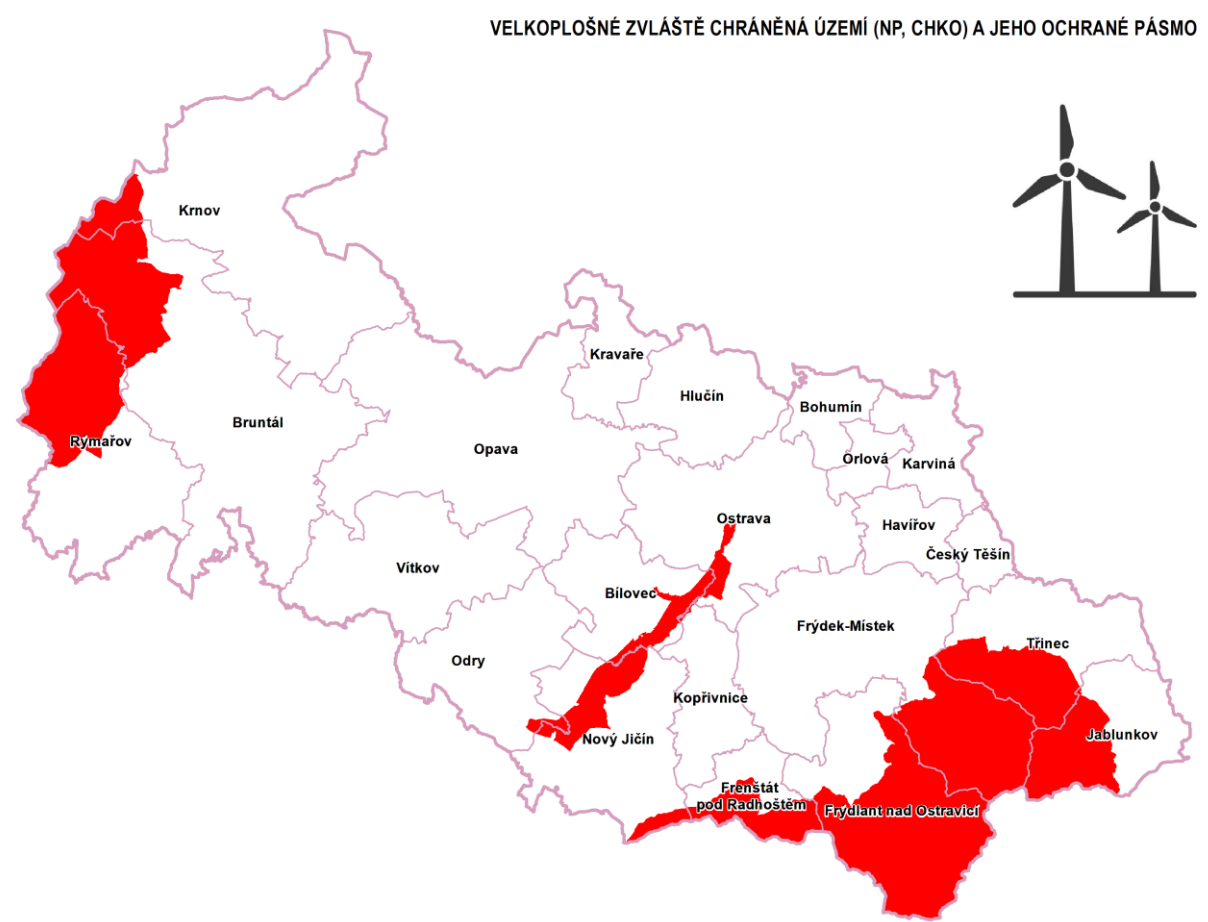 VELKOPLOŠNÉ ZVLÁŠTĚ CHRÁNĚNÁ ÚZEMÍ (NP, CHKO) A JEHO OCHRANÉ PÁSMO
Krnov
Kravaře
Hlučín
Bohumín
Bruntál
Rýmařov
Opava
Orlová
Karviná
Ostrava
Havířov
Český Těšín
Vítkov
Bílovec
Frýdek-Místek
Třinec
Odry
Kopřivnice
Nový Jičín
Jablunkov
Frenštát
pod Radhoštěm
Frýdlant nad Ostravicí